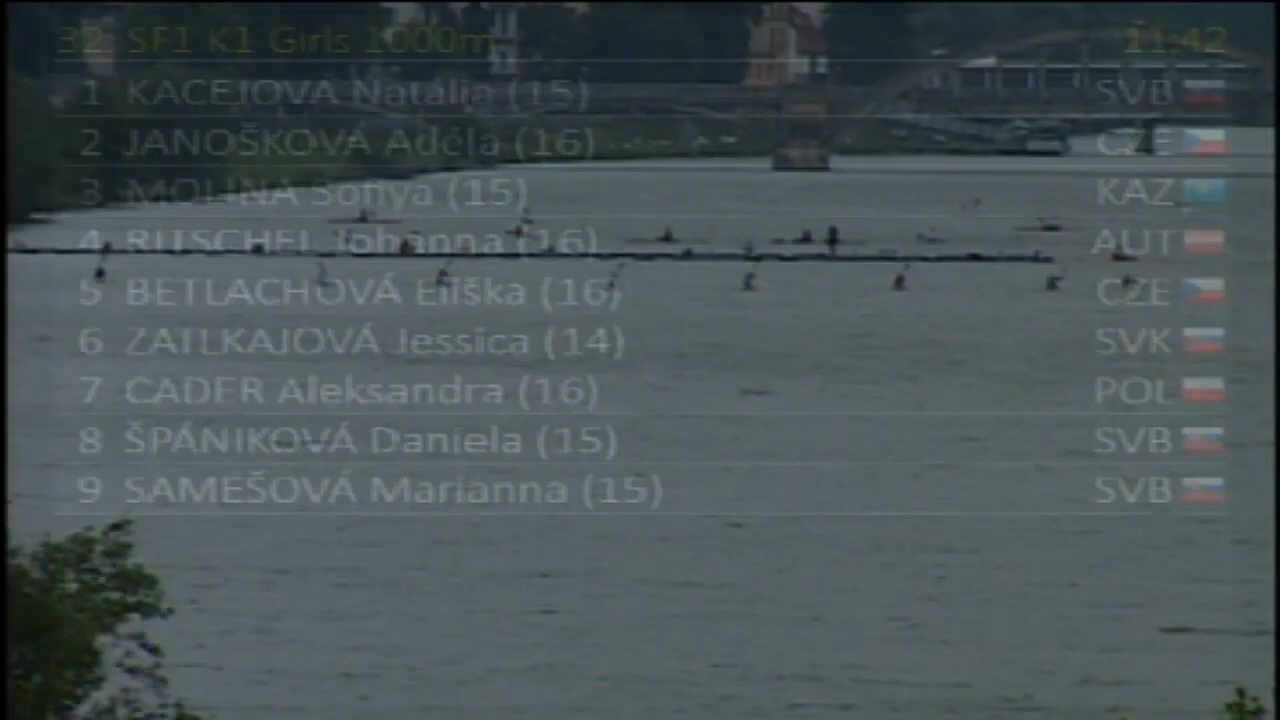 32 SF1 K1 Girls 1000m 11:42
1 KACEJOVA Natália (15) SVB
2 JANOŠKOVÁ Adéla (16) CZE
3 MOLINA Sofiya (15) KAZ
4 RITSCHEL Johanna (16) AUT
5 BETLACHOVÁ Eliška (16) CZE
6 ZATLKAJOVÁ Jessica (14) SVK
7 CADER Aleksandra (16) POL
8 ŠPÁNIKOVÁ Daniela (15) SVB
9 SAMEŠOVÁ Marianna (15) SVB